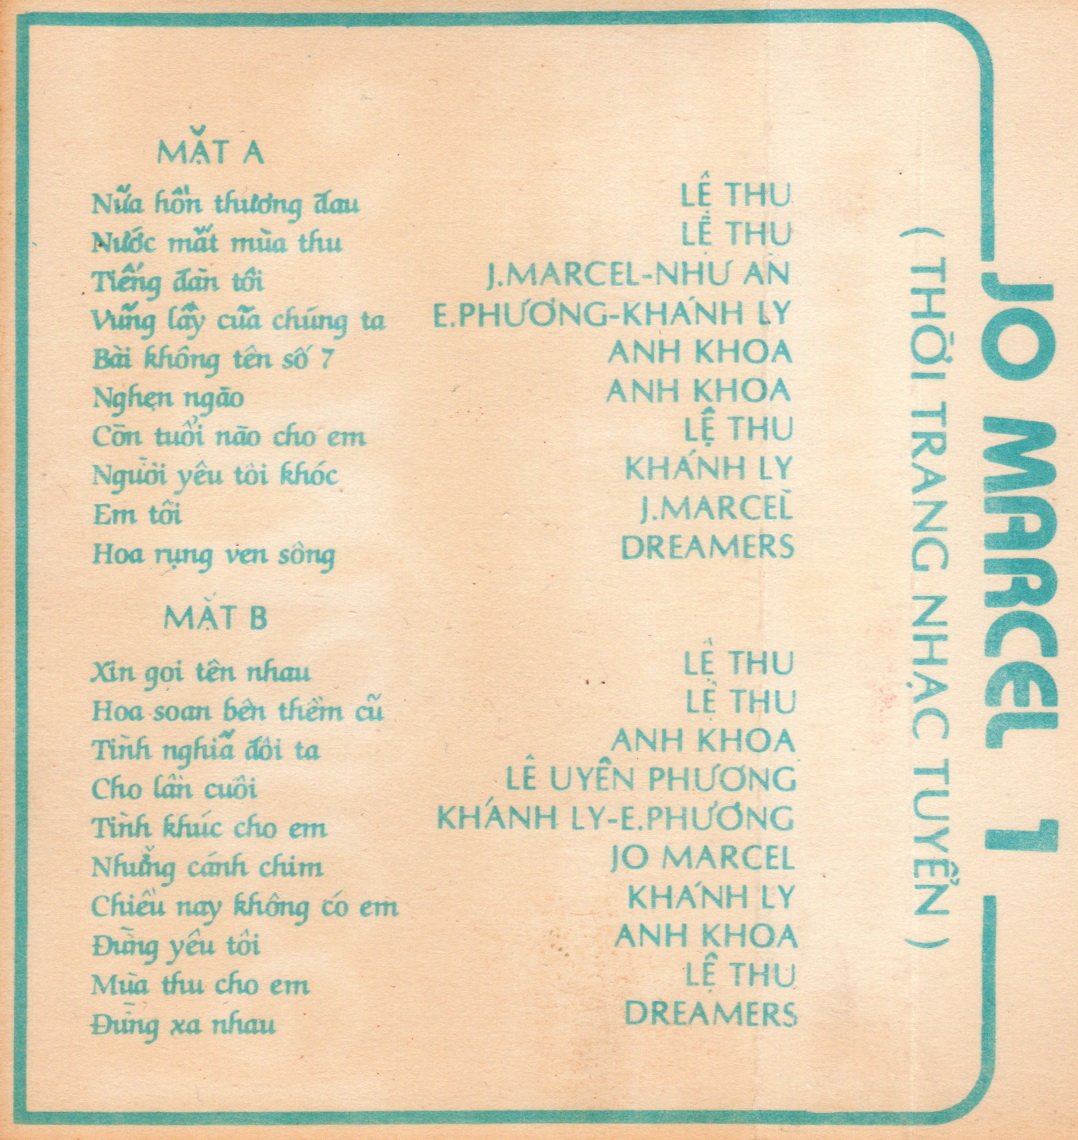 MẶT A
Nữa hồn thương đau LỆ THU
Nước mắt mùa thu LỆ THU
Tiếng đàn tôi J.MARCEL-NHƯ AN
Vũng lầy của chúng ta E.PHƯƠNG-KHÁNH LY
Bài không tên số 7 ANH KHOA
Nghẹn ngào ANH KHOA
Còn tuổi nào cho em LỆ THU
Người yêu tôi khóc KHÁNH LY
Em tôi J.MARCEL
Hoa rụng ven sông DREAMERS
MẶT B
Xin gọi tên nhau LỆ THU
Hoa soan bên thềm cũ LỆ THU
Tình nghĩa đôi ta ANH KHOA
Cho lần cuối LÊ UYÊN PHƯƠNG
Tình khúc cho em KHÁNH LY-E.PHƯƠNG
Những cánh chim JO MARCEL
Chiều nay không có em KHÁNH LY
Đừng yêu tôi ANH KHOA
Mùa thu cho em LỆ THU
Đừng xa nhau DREAMERS
JO MARCEL 1
( THỜI TRANG NHẠC TUYỂN )